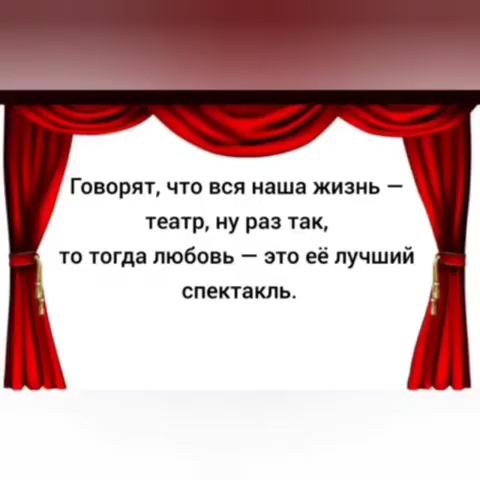 Говорят, что вся наша жизнь —
театр, ну раз так,
то тогда любовь — это её лучший
спектакль.